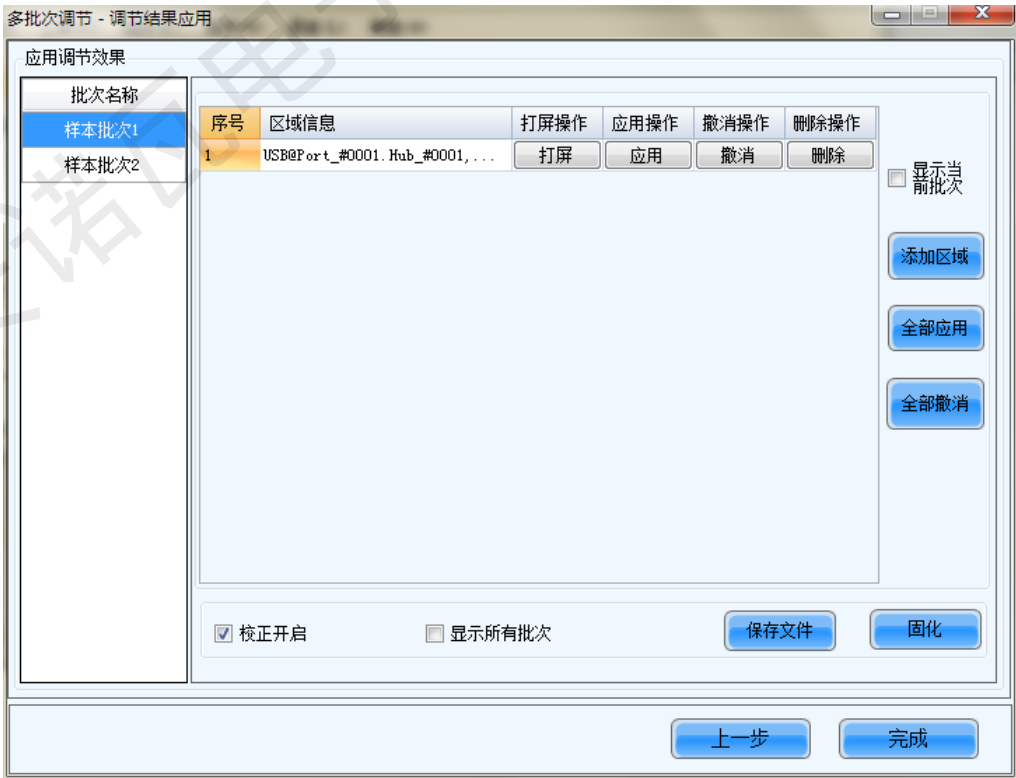 多批次调节 - 调节结果应用
应用调节效果
批次名称
样本批次1
样本批次2
序号 区域信息 打屏操作 应用操作 撤消操作 删除操作
1 USB@Port_#0001.Hub_#0001,... 打屏 应用 撤消 删除
显示当
前批次
添加区域
全部应用
全部撤消
校正开启 显示所有批次 保存文件 固化
上一步 完成